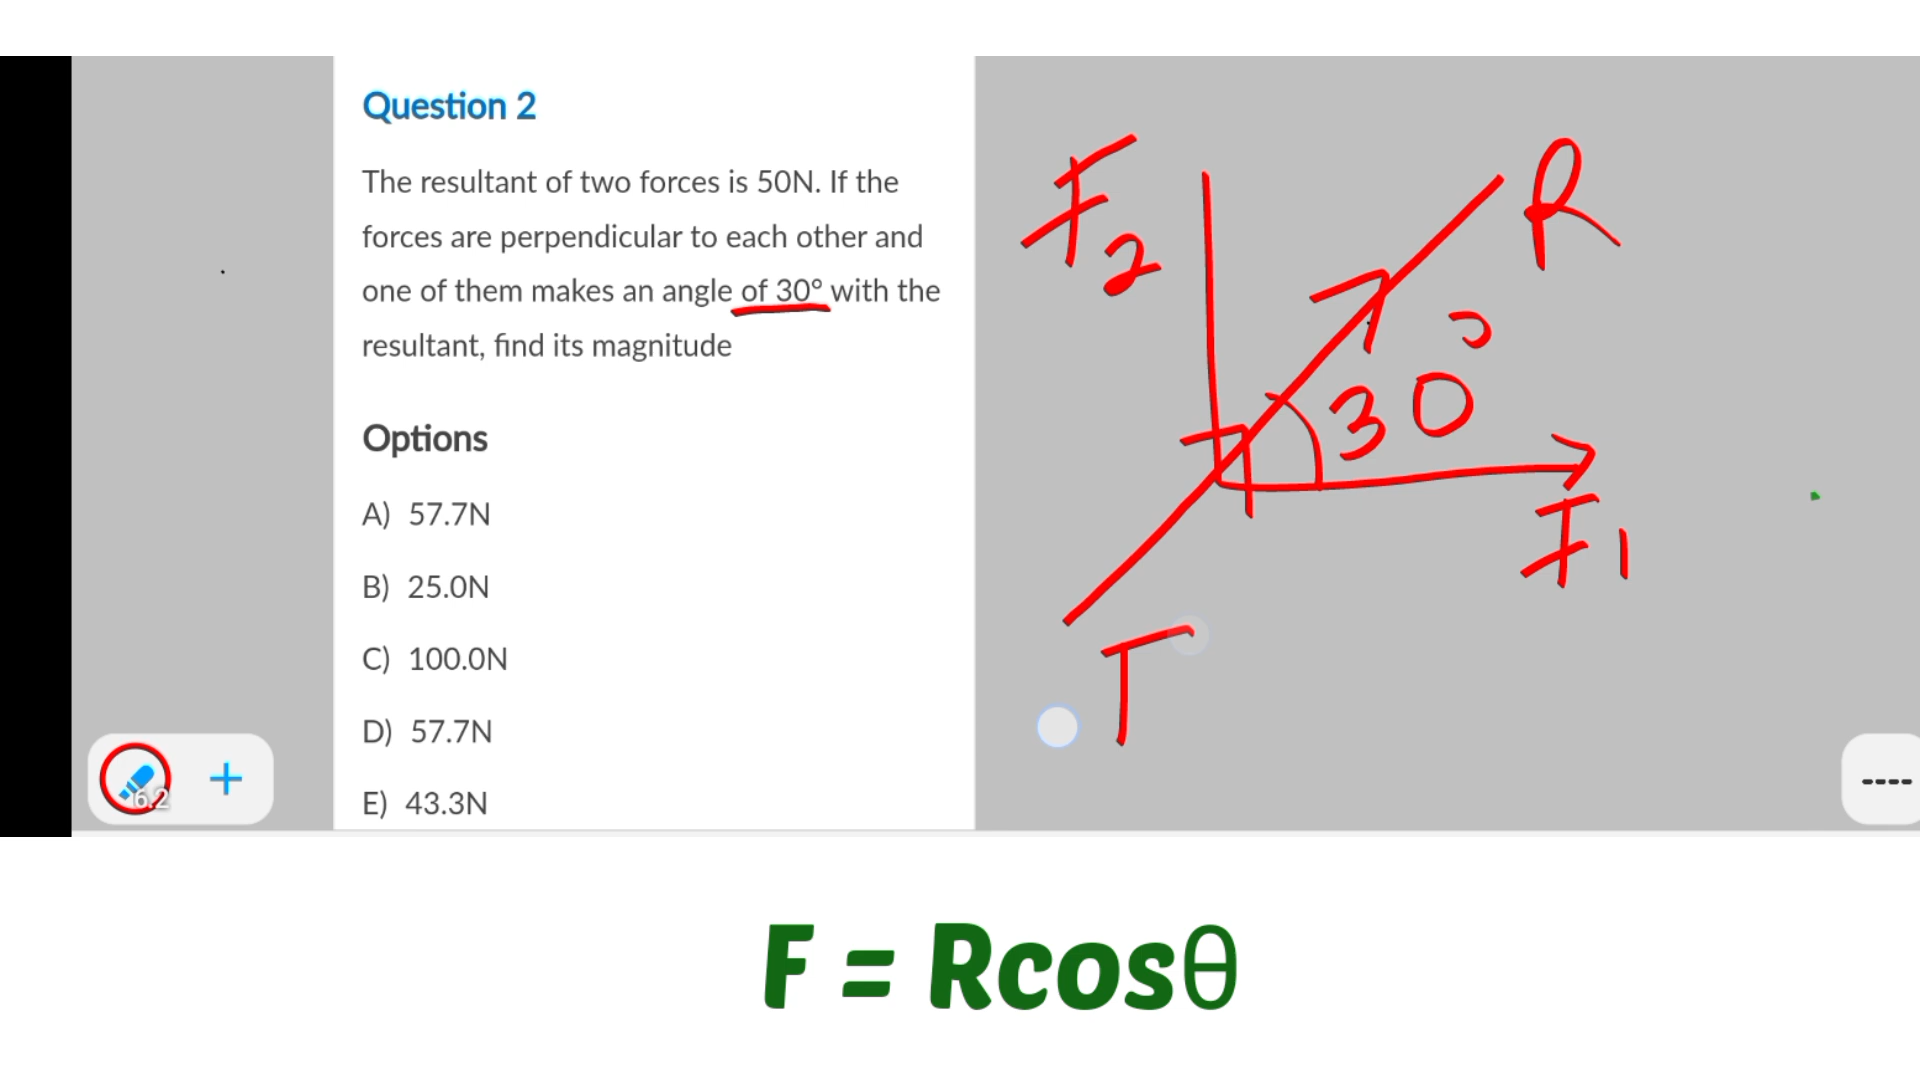 Question 2
The resultant of two forces is 50N. If the
forces are perpendicular to each other and
one of them makes an angle of 30° with the
resultant, find its magnitude
Options
A) 57.7N
B) 25.0N
C) 100.0N
D) 57.7N
E) 43.3N
F2
R
30°
F1
T
6.2
F = Rcosθ